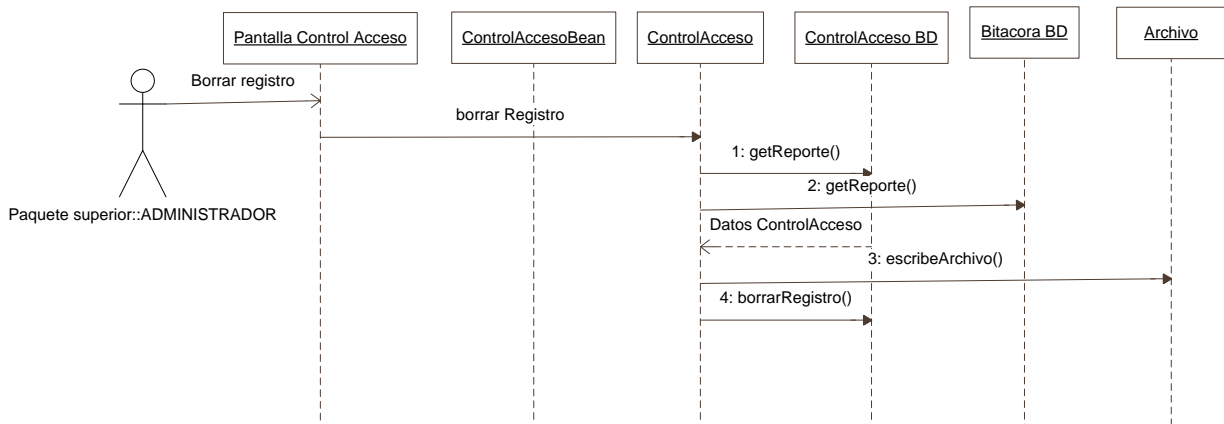 Pantalla Control Acceso
ControlAccesoBean
ControlAcceso
ControlAcceso BD
Bitacora BD
Archivo
Borrar registro
borrar Registro
1: getReporte()
2: getReporte()
Paquete superior::ADMINISTRADOR
Datos ControlAcceso
3: escribeArchivo()
4: borrarRegistro()